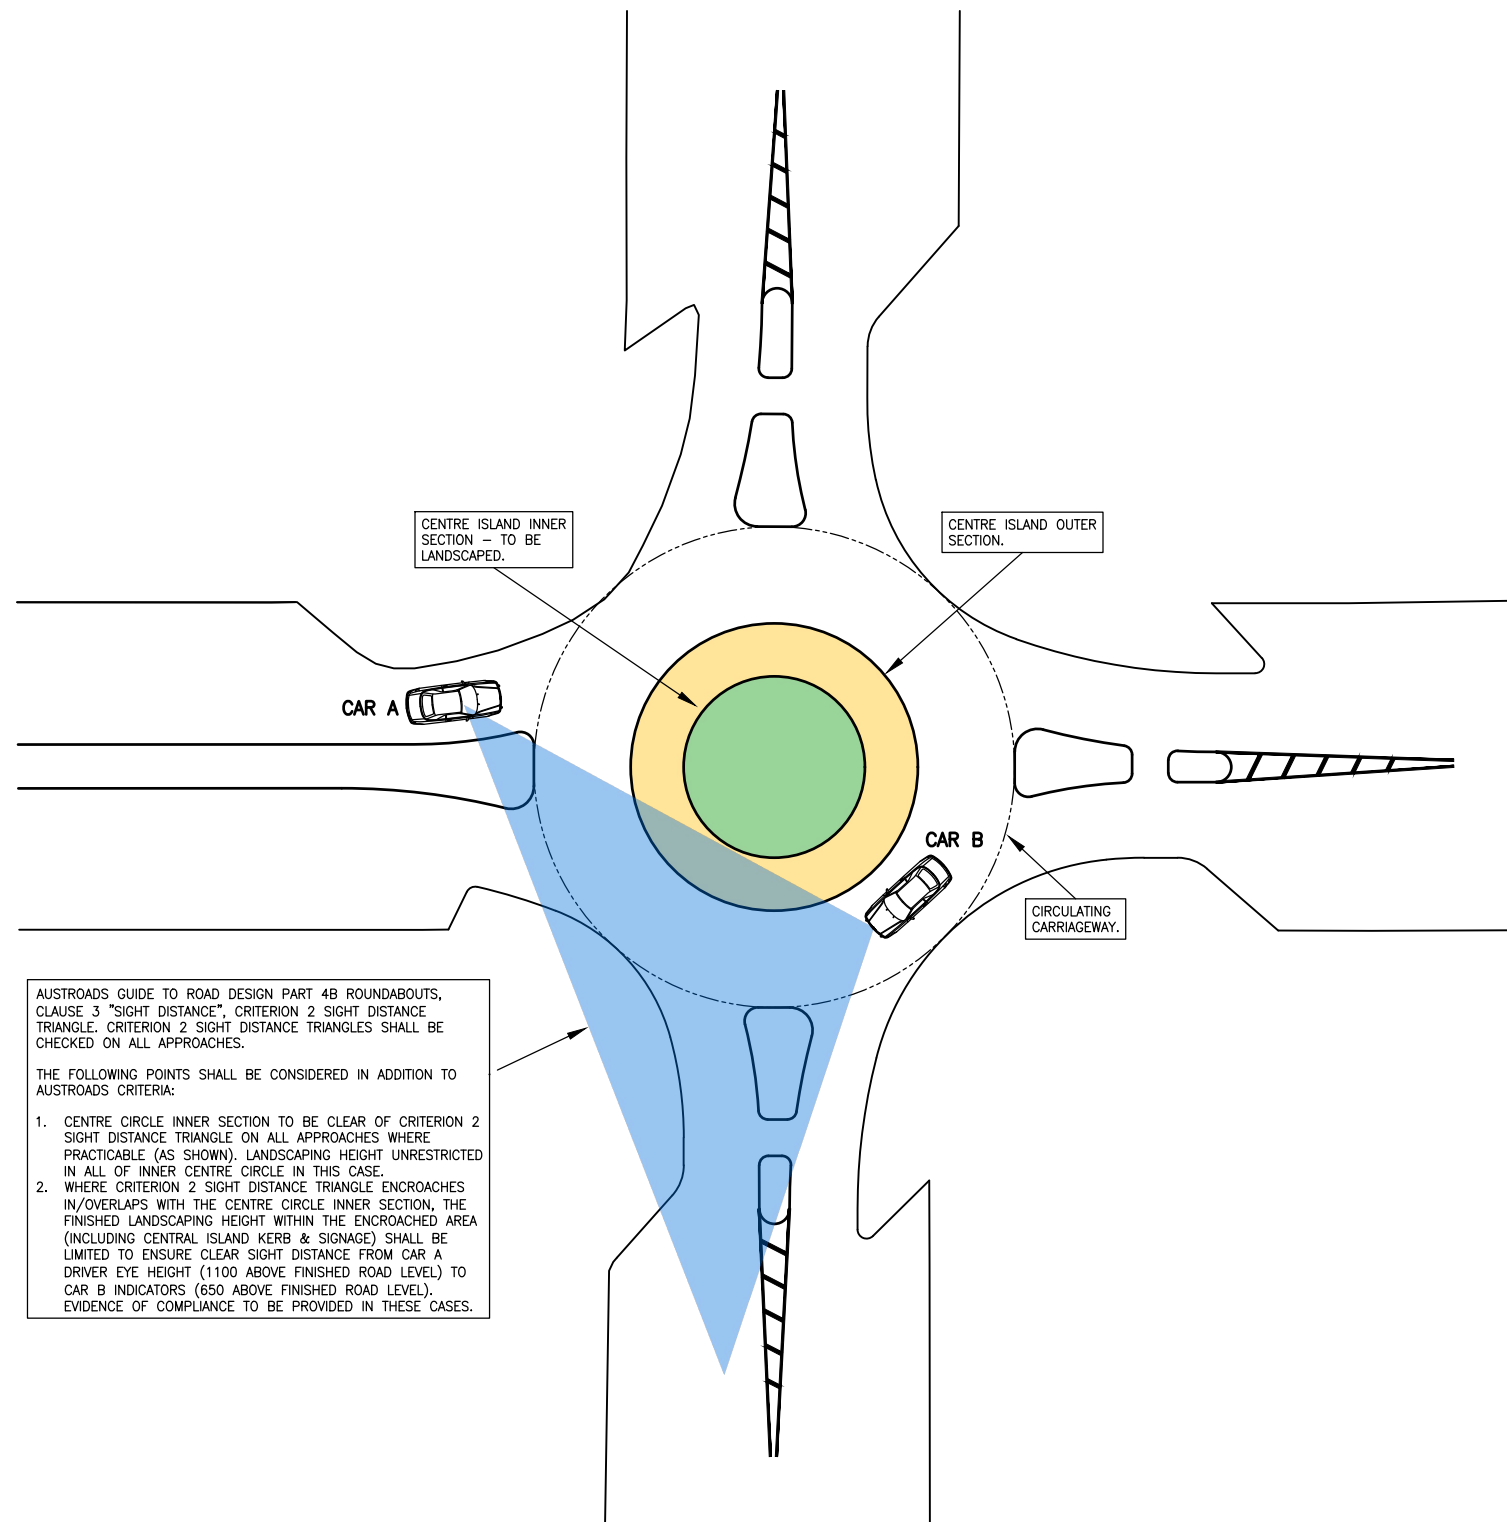 CENTRE ISLAND INNER
SECTION – TO BE
LANDSCAPED.
CENTRE ISLAND OUTER
SECTION.
CAR A
CAR B
CIRCULATING
CARRIAGEWAY.
AUSTROADS GUIDE TO ROAD DESIGN PART 4B ROUNDABOUTS,
CLAUSE 3 "SIGHT DISTANCE", CRITERION 2 SIGHT DISTANCE
TRIANGLE. CRITERION 2 SIGHT DISTANCE TRIANGLES SHALL BE
CHECKED ON ALL APPROACHES.
THE FOLLOWING POINTS SHALL BE CONSIDERED IN ADDITION TO
AUSTROADS CRITERIA:
1. CENTRE CIRCLE INNER SECTION TO BE CLEAR OF CRITERION 2
SIGHT DISTANCE TRIANGLE ON ALL APPROACHES WHERE
PRACTICABLE (AS SHOWN). LANDSCAPING HEIGHT UNRESTRICTED
IN ALL OF INNER CENTRE CIRCLE IN THIS CASE.
2. WHERE CRITERION 2 SIGHT DISTANCE TRIANGLE ENCROACHES
IN/OVERLAPS WITH THE CENTRE CIRCLE INNER SECTION, THE
FINISHED LANDSCAPING HEIGHT WITHIN THE ENCROACHED AREA
(INCLUDING CENTRAL ISLAND KERB & SIGNAGE) SHALL BE
LIMITED TO ENSURE CLEAR SIGHT DISTANCE FROM CAR A
DRIVER EYE HEIGHT (1100 ABOVE FINISHED ROAD LEVEL) TO
CAR B INDICATORS (650 ABOVE FINISHED ROAD LEVEL).
EVIDENCE OF COMPLIANCE TO BE PROVIDED IN THESE CASES.